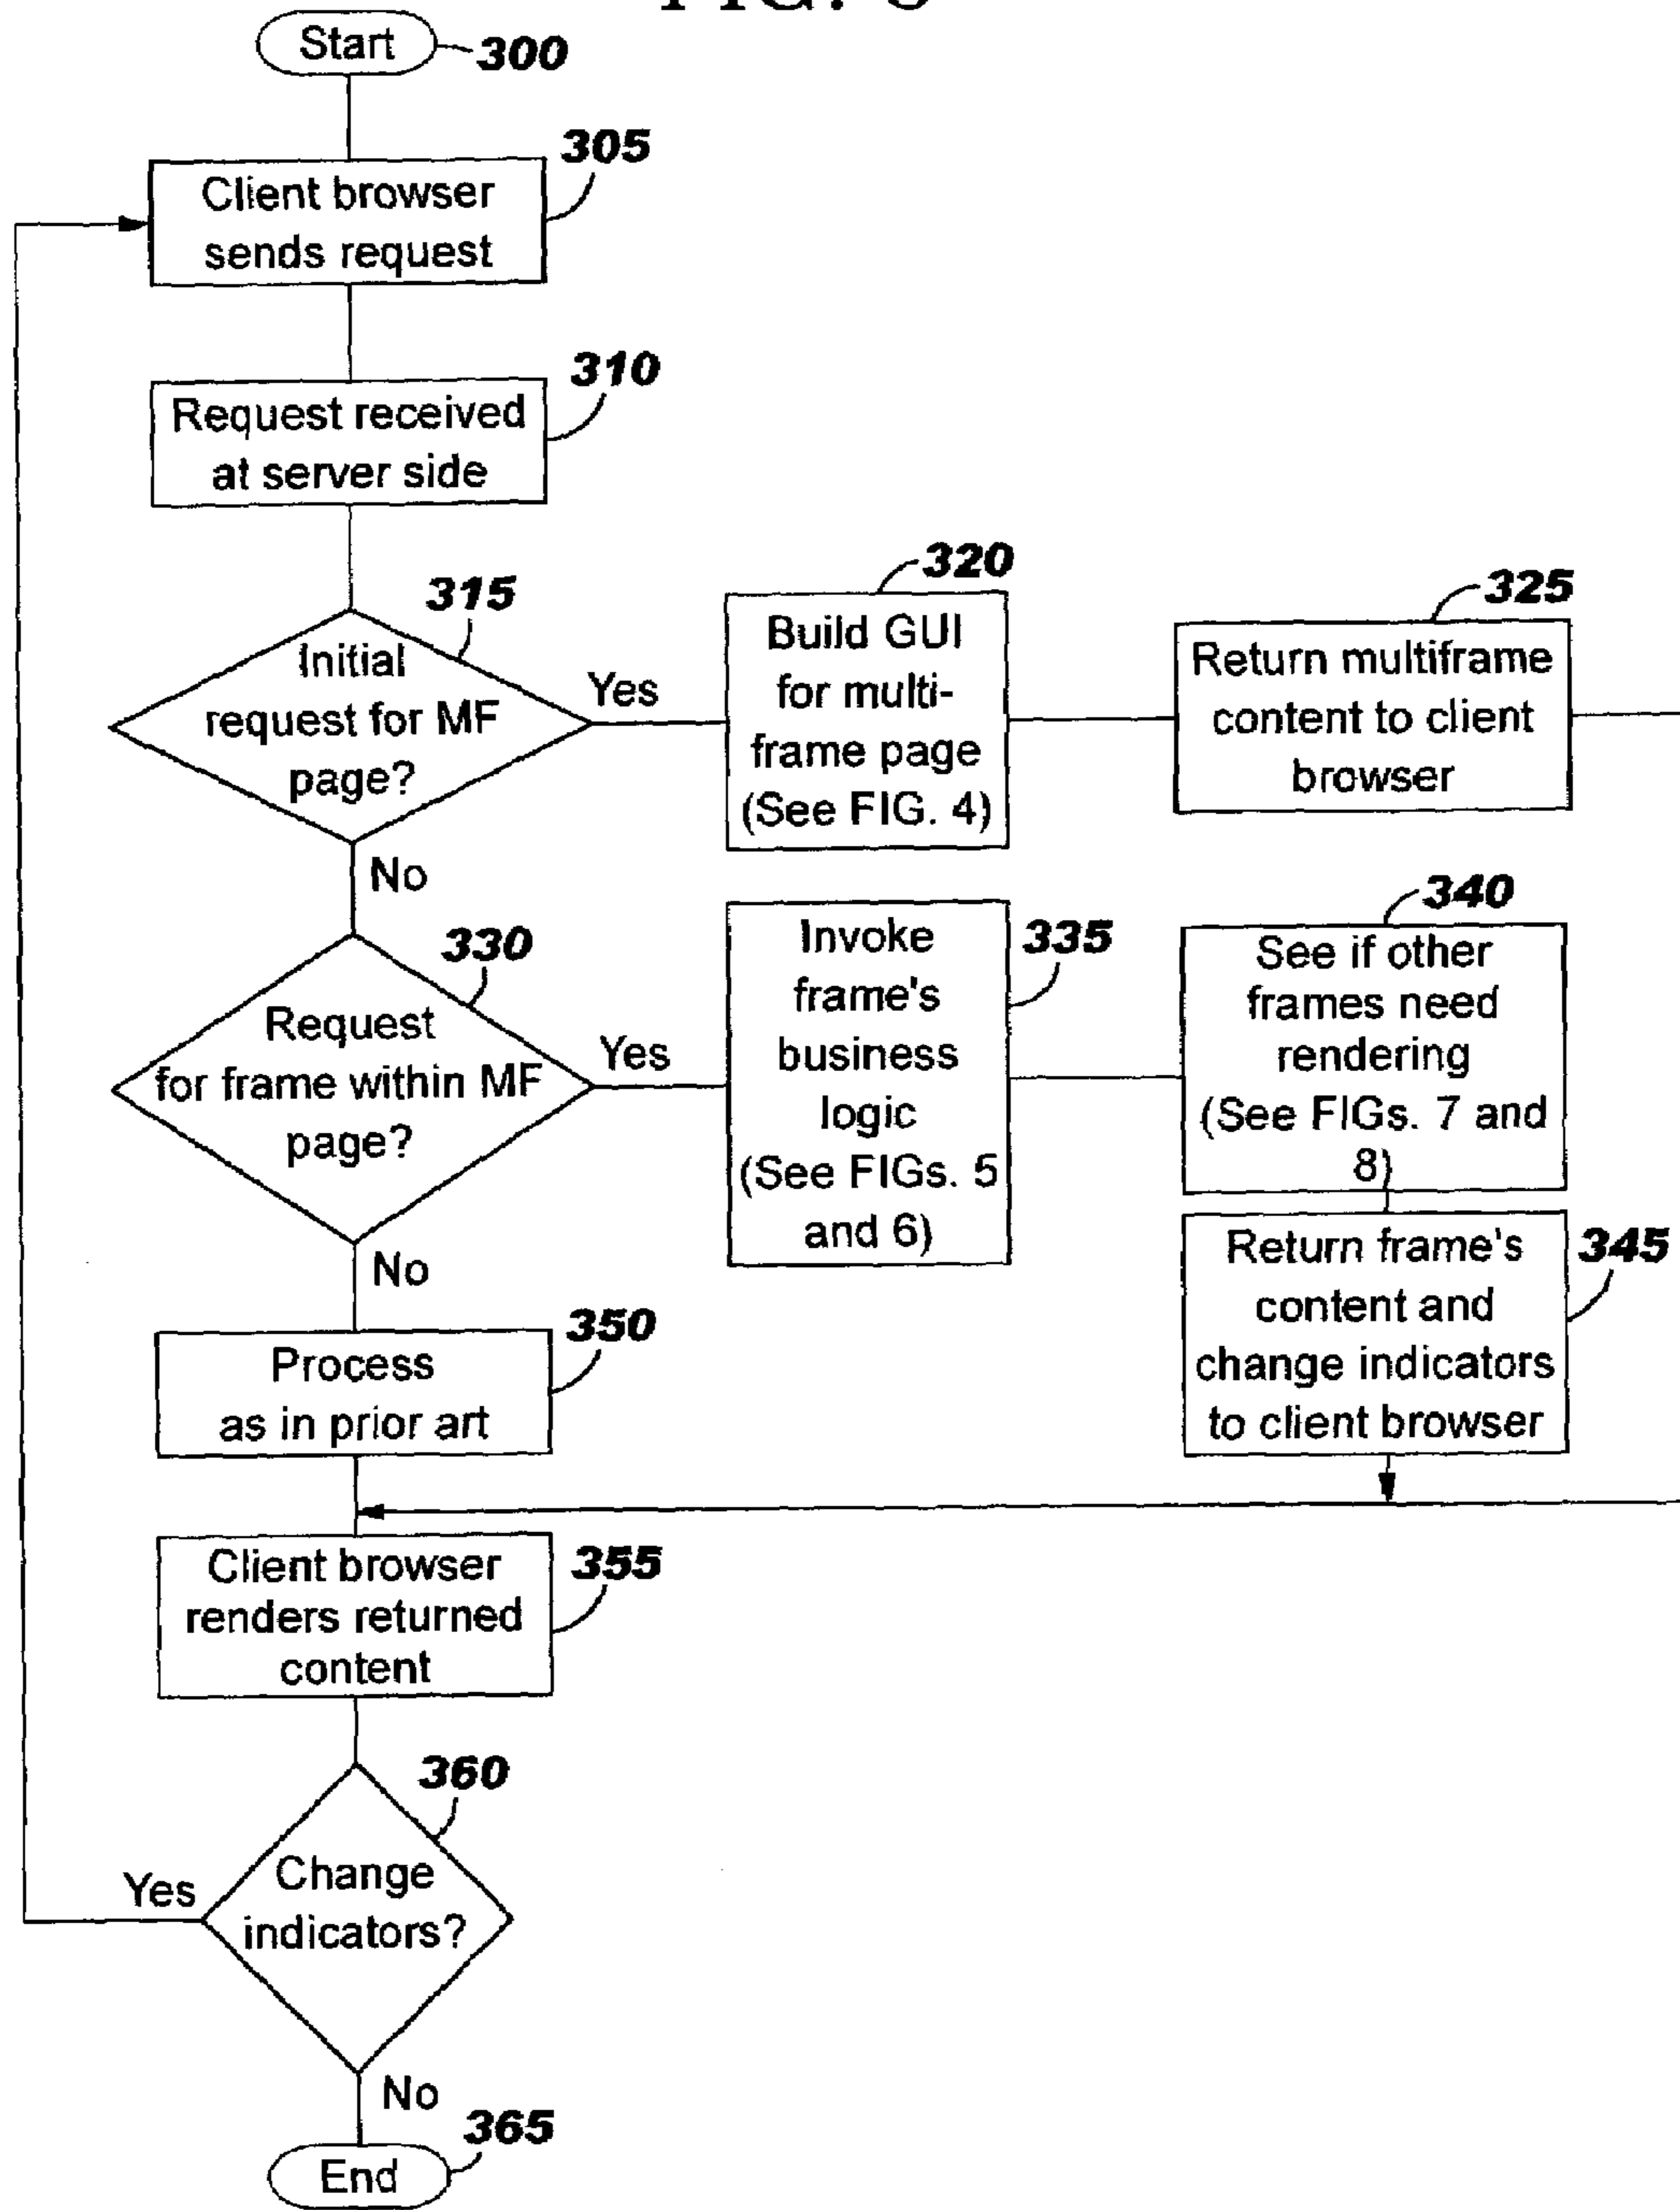 Start
300
305
Client browser
sends request
310
Request received
at server side
315
Initial
request for MF
page?
Yes
320
Build GUI
for multi-
frame page
(See FIG. 4)
325
Return multiframe
content to client
browser
No
330
Request
for frame within MF
page?
Yes
335
Invoke
frame's
business
logic
(See FIGs. 5
and 6)
340
See if other
frames need
rendering
(See FIGs. 7 and
8)
345
Return frame's
content and
change indicators
to client browser
No
350
Process
as in prior art
355
Client browser
renders returned
content
360
Change
indicators?
Yes
No
365
End